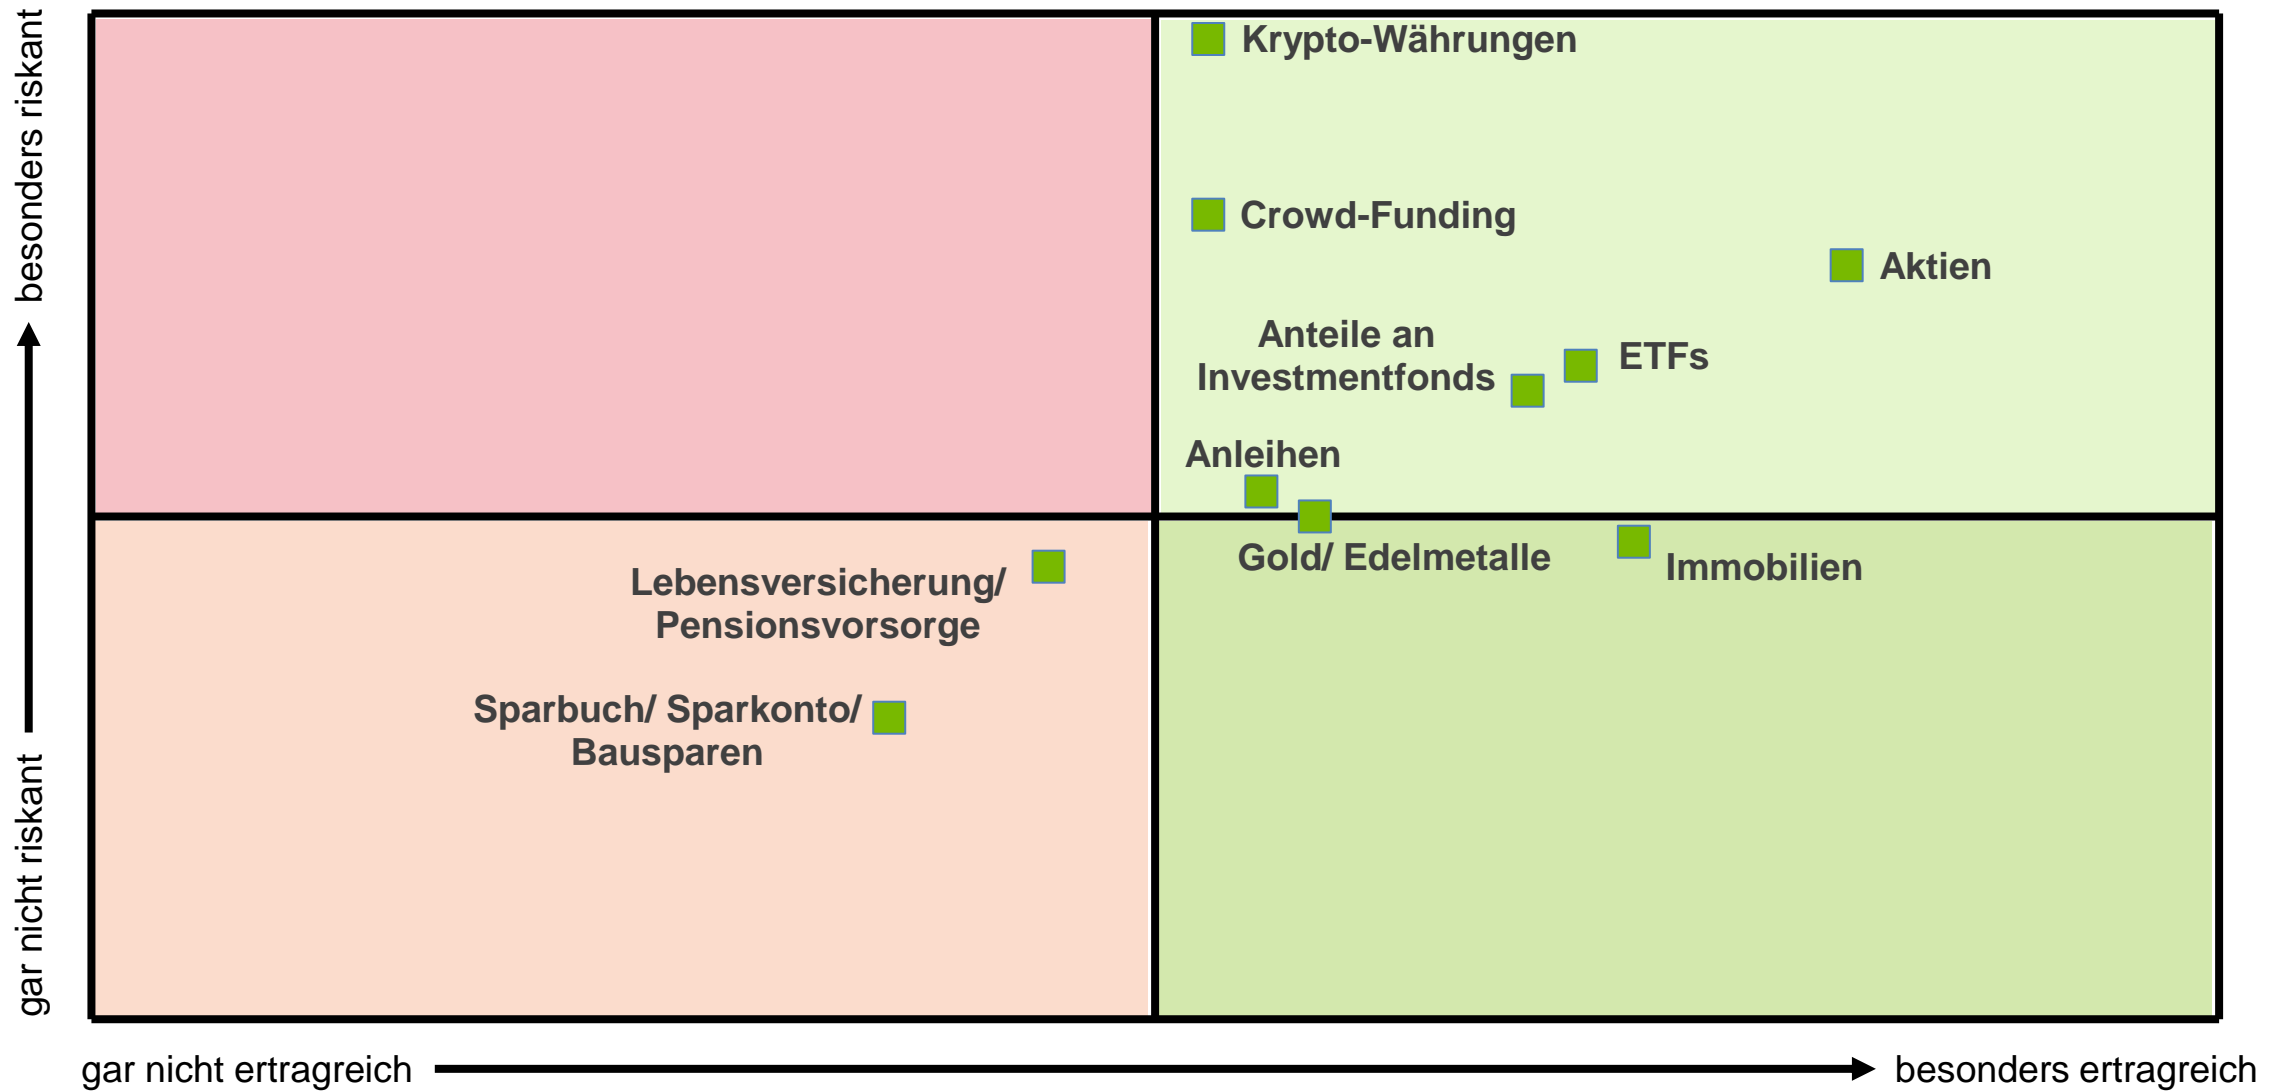 besonders riskant
gar nicht riskant
Krypto-Währungen
Crowd-Funding
Aktien
Anteile an
Investmentfonds
ETFs
Anleihen
Gold/ Edelmetalle
Immobilien
Lebensversicherung/
Pensionsvorsorge
Sparbuch/ Sparkonto/
Bausparen
gar nicht ertragreich
besonders ertragreich